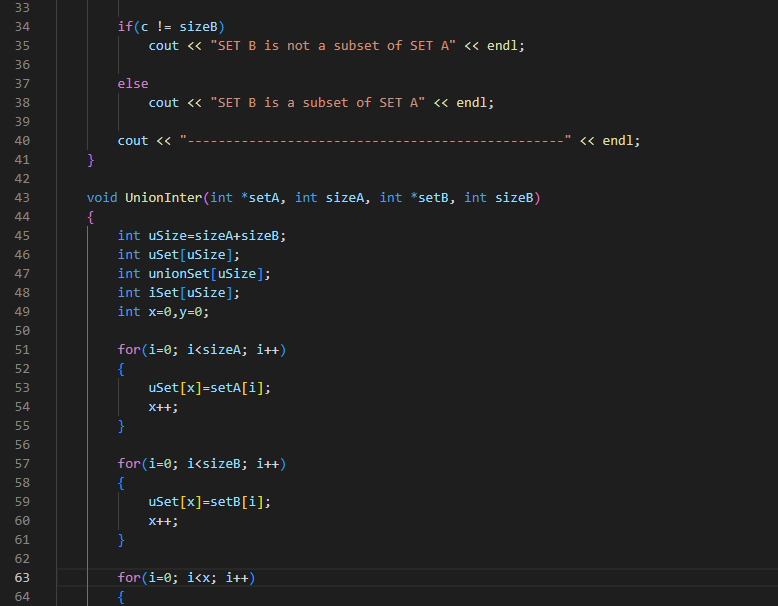 33
34 if(c != sizeB)
35 cout << "SET B is not a subset of SET A" << endl;
36
37 else
38 cout << "SET B is a subset of SET A" << endl;
39
40 cout << "-------------------------------------------------" << endl;
41 }
42
43 void UnionInter(int *setA, int sizeA, int *setB, int sizeB)
44 {
45 int uSize=sizeA+sizeB;
46 int uSet[uSize];
47 int unionSet[uSize];
48 int iSet[uSize];
49 int x=0,y=0;
50
51 for(i=0; i<sizeA; i++)
52 {
53 uSet[x]=setA[i];
54 x++;
55 }
56
57 for(i=0; i<sizeB; i++)
58 {
59 uSet[x]=setB[i];
60 x++;
61 }
62
63 for(i=0; i<x; i++)
64 {